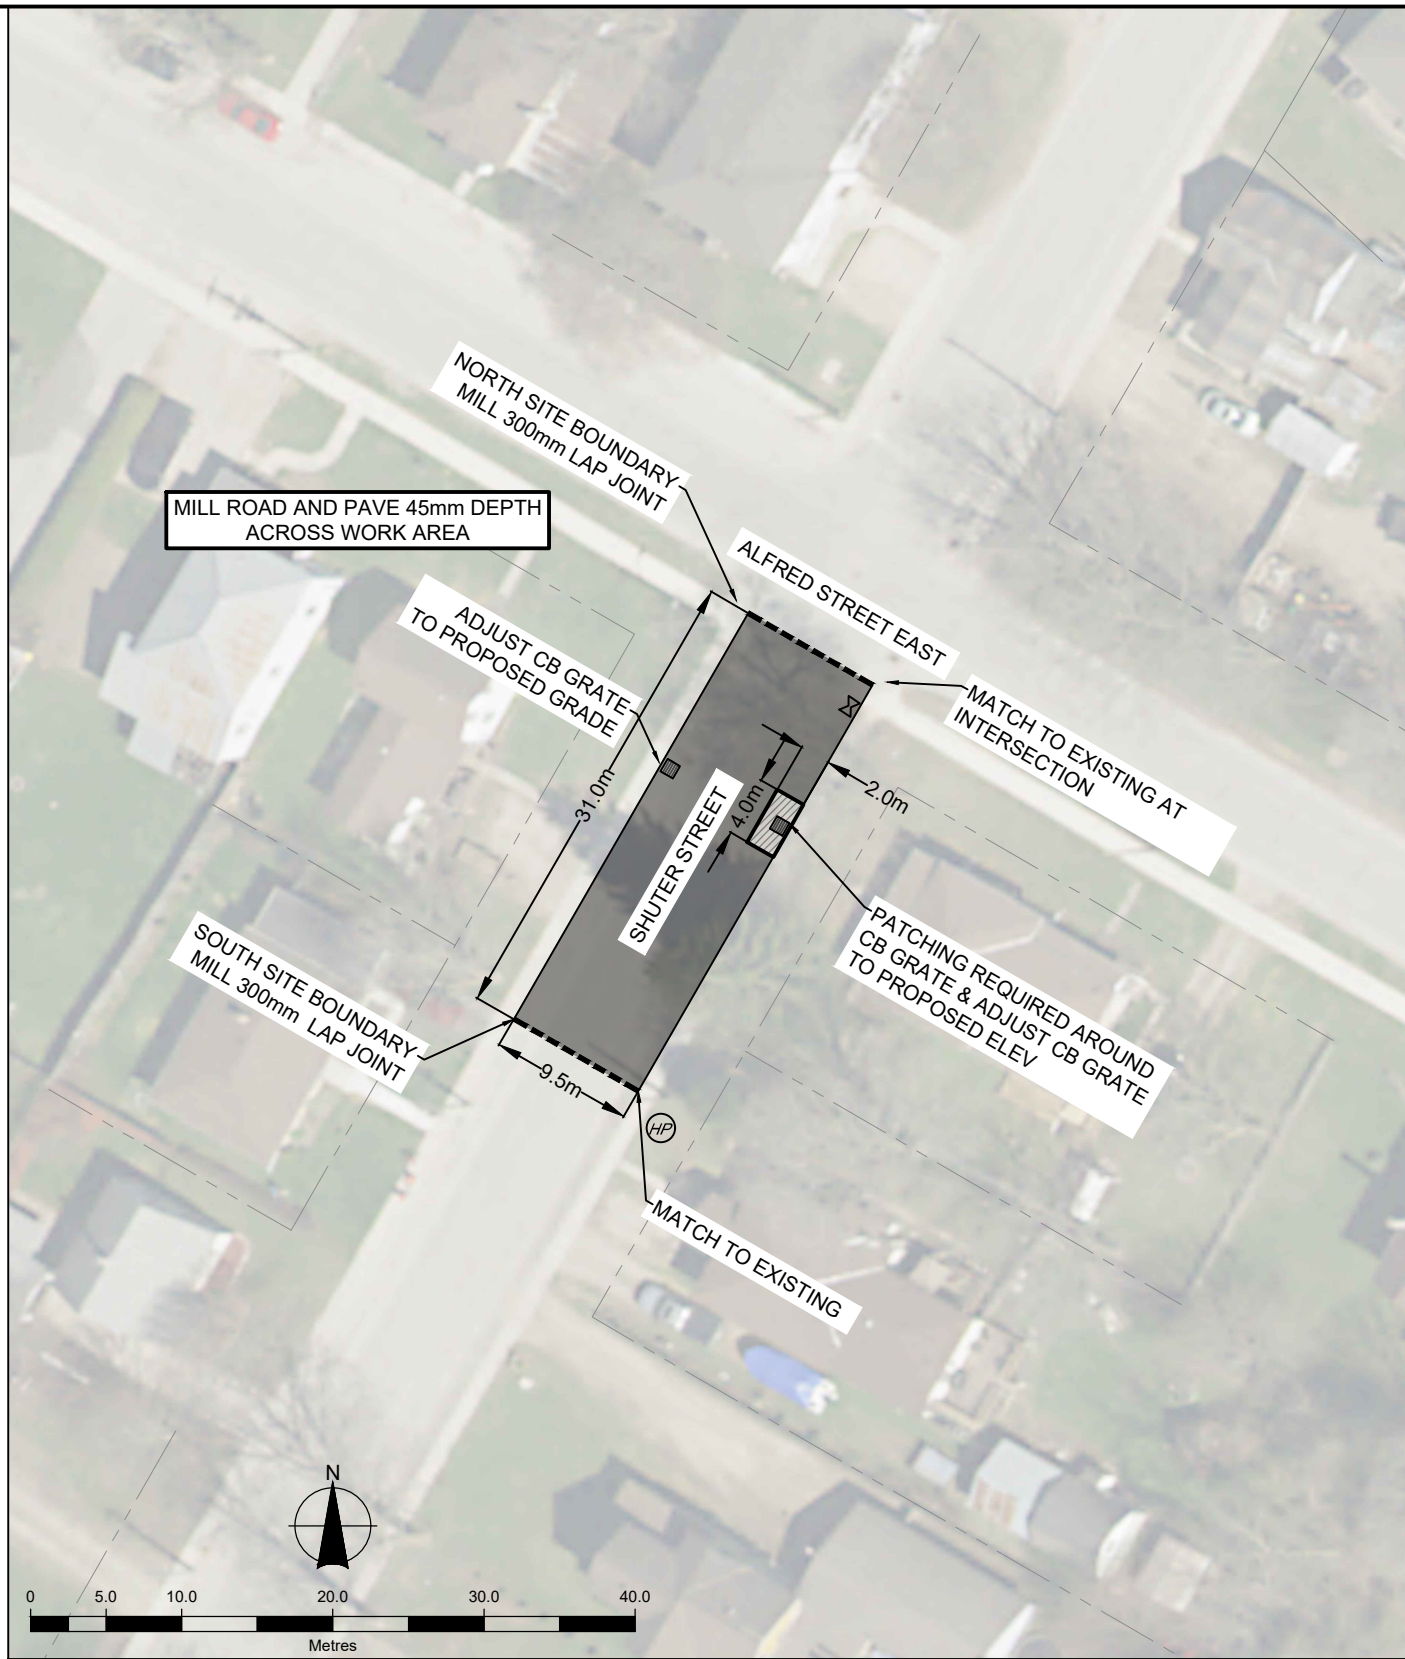 NORTH SITE BOUNDARY
MILL 300mm LAP JOINT
MILL ROAD AND PAVE 45mm DEPTH
ACROSS WORK AREA
ALFRED STREET EAST
ADJUST CB GRATE
TO PROPOSED GRADE
MATCH TO EXISTING AT
INTERSECTION
31.0m
4.0m
2.0m
SHUTER STREET
PATCHING REQUIRED AROUND
CB GRATE & ADJUST CB GRATE
TO PROPOSED ELEV
SOUTH SITE BOUNDARY
MILL 300mm LAP JOINT
9.5m
HP
MATCH TO EXISTING
N
0 5.0 10.0 20.0 30.0 40.0
Metres